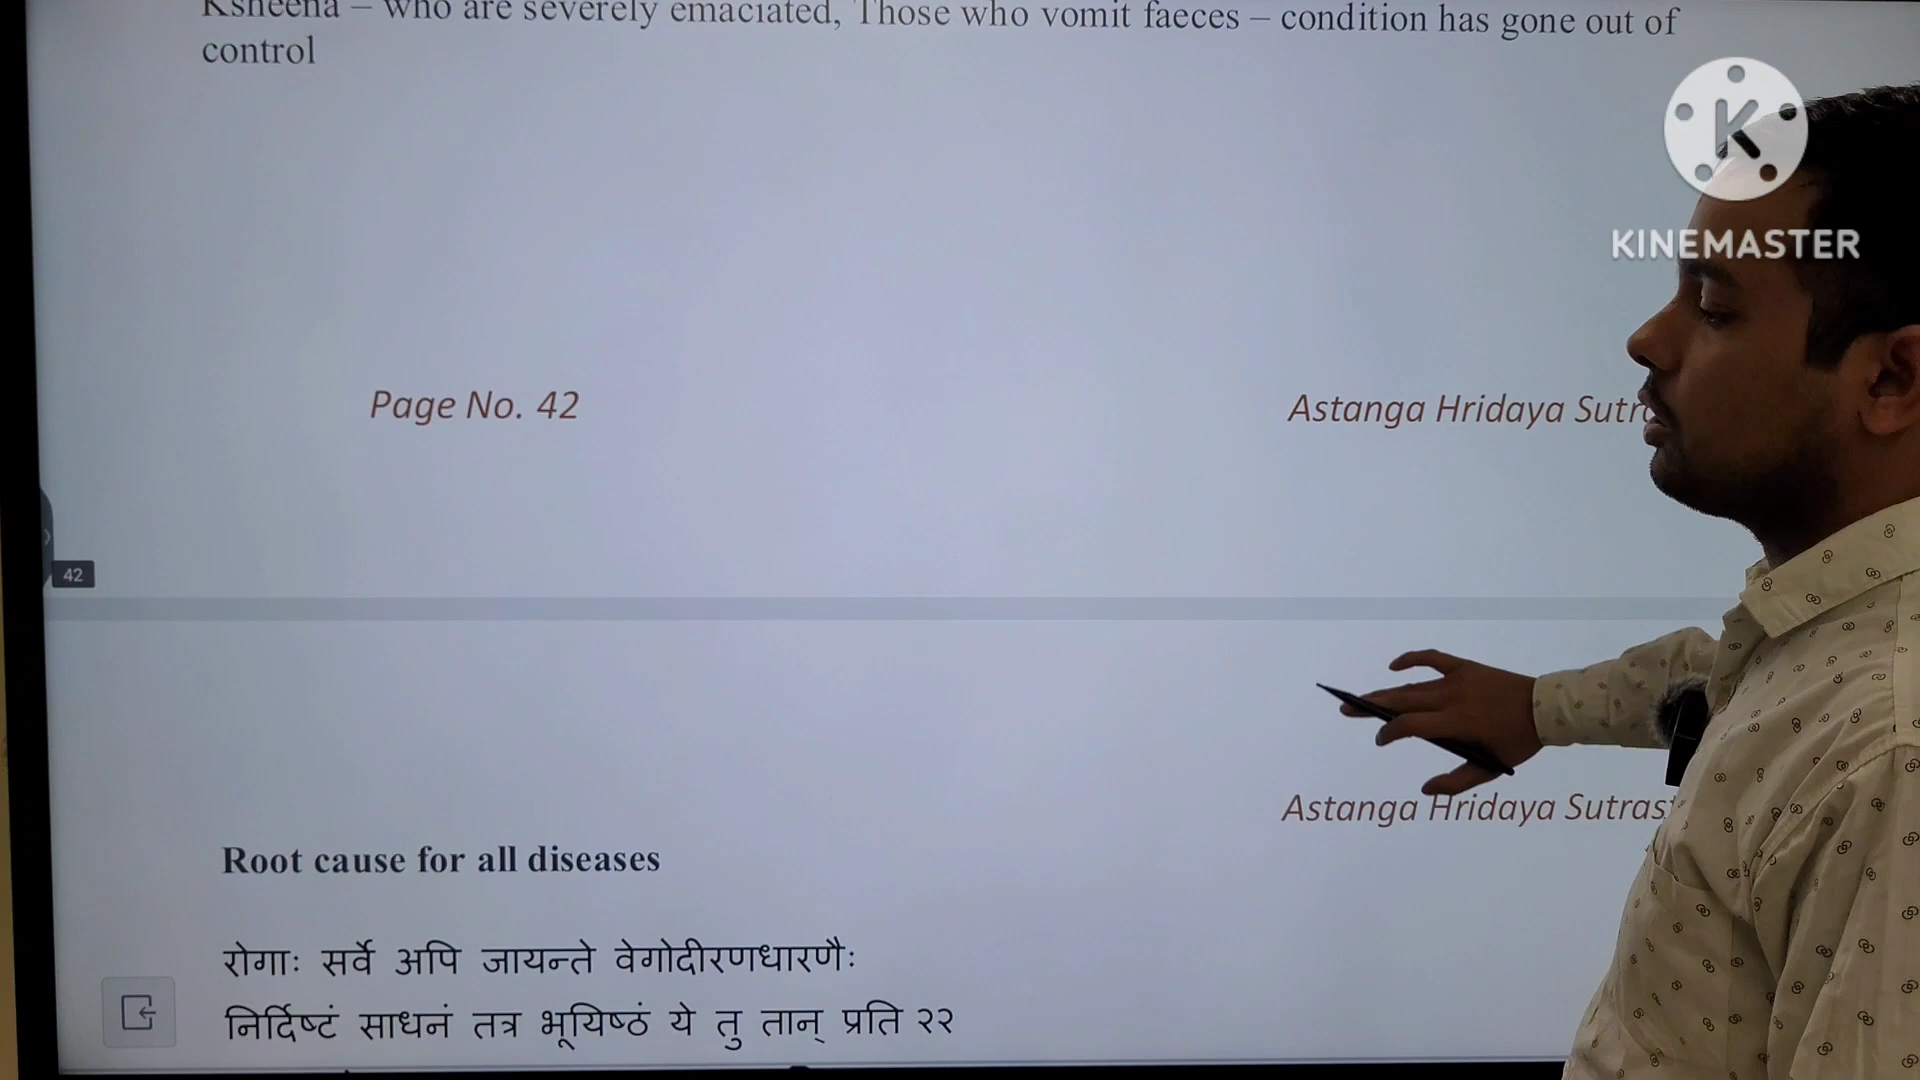 Ksheena – who are severely emaciated, Those who vomit faeces – condition has gone out of
control
KINEMASTER
Page No. 42
Astanga Hridaya
42
Astanga Hridaya
Root cause for all diseases
रोगाः सर्वे अपि जायन्ते वेगोदीरणधारणैः
निर्दिष्टं साधनं तत्र भूयिष्ठं ये तु तान् प्रति २२